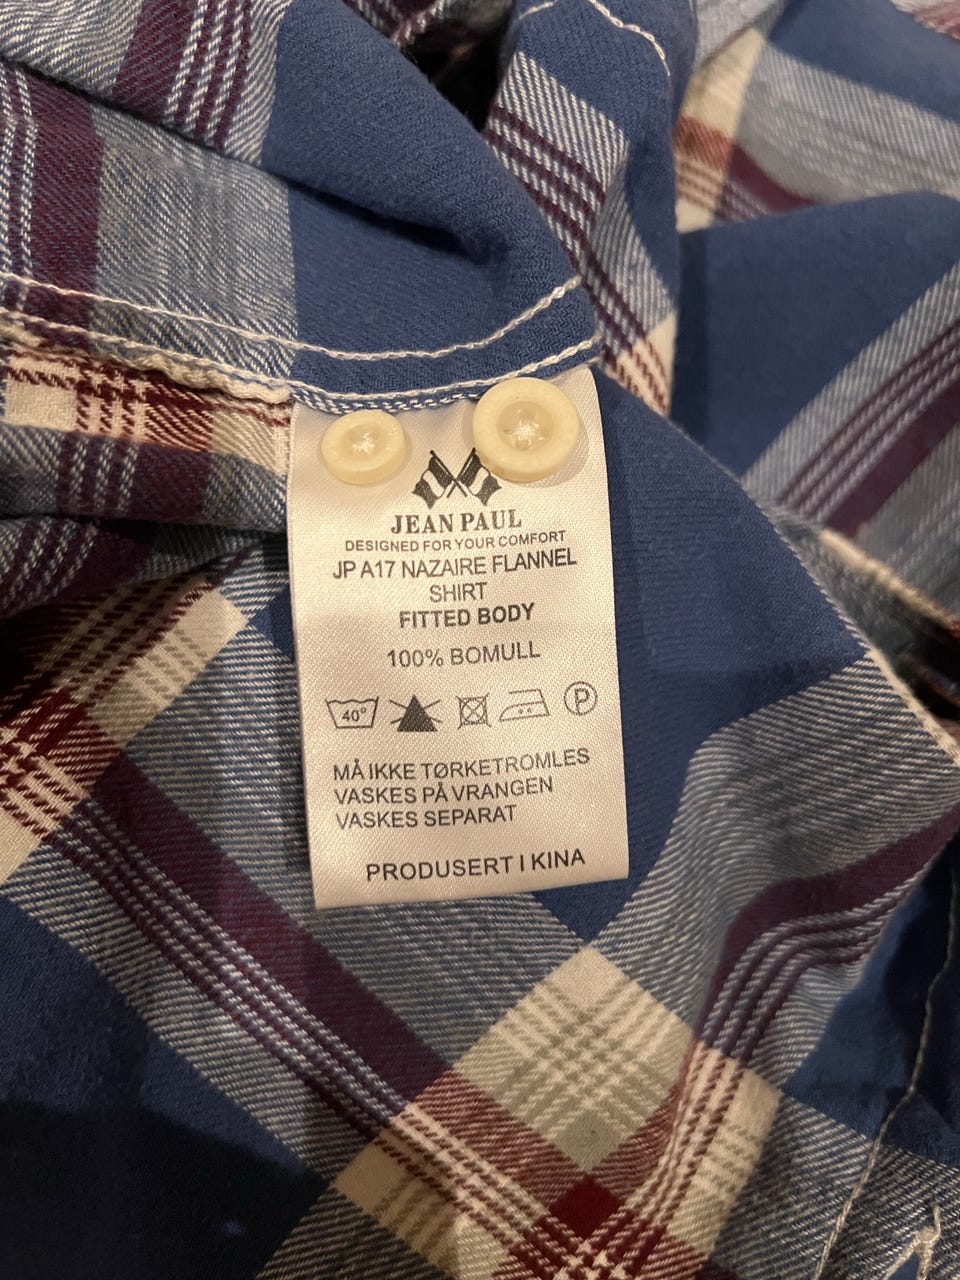 JEAN PAUL
DESIGNED FOR YOUR COMFORT
JP A17 NAZAIRE FLANNEL
SHIRT
FITTED BODY
100% BOMULL
40° P
MÅ IKKE TØRKETROMLES
VASKES PÅ VRANGEN
VASKES SEPARAT
PRODUSERT I KINA